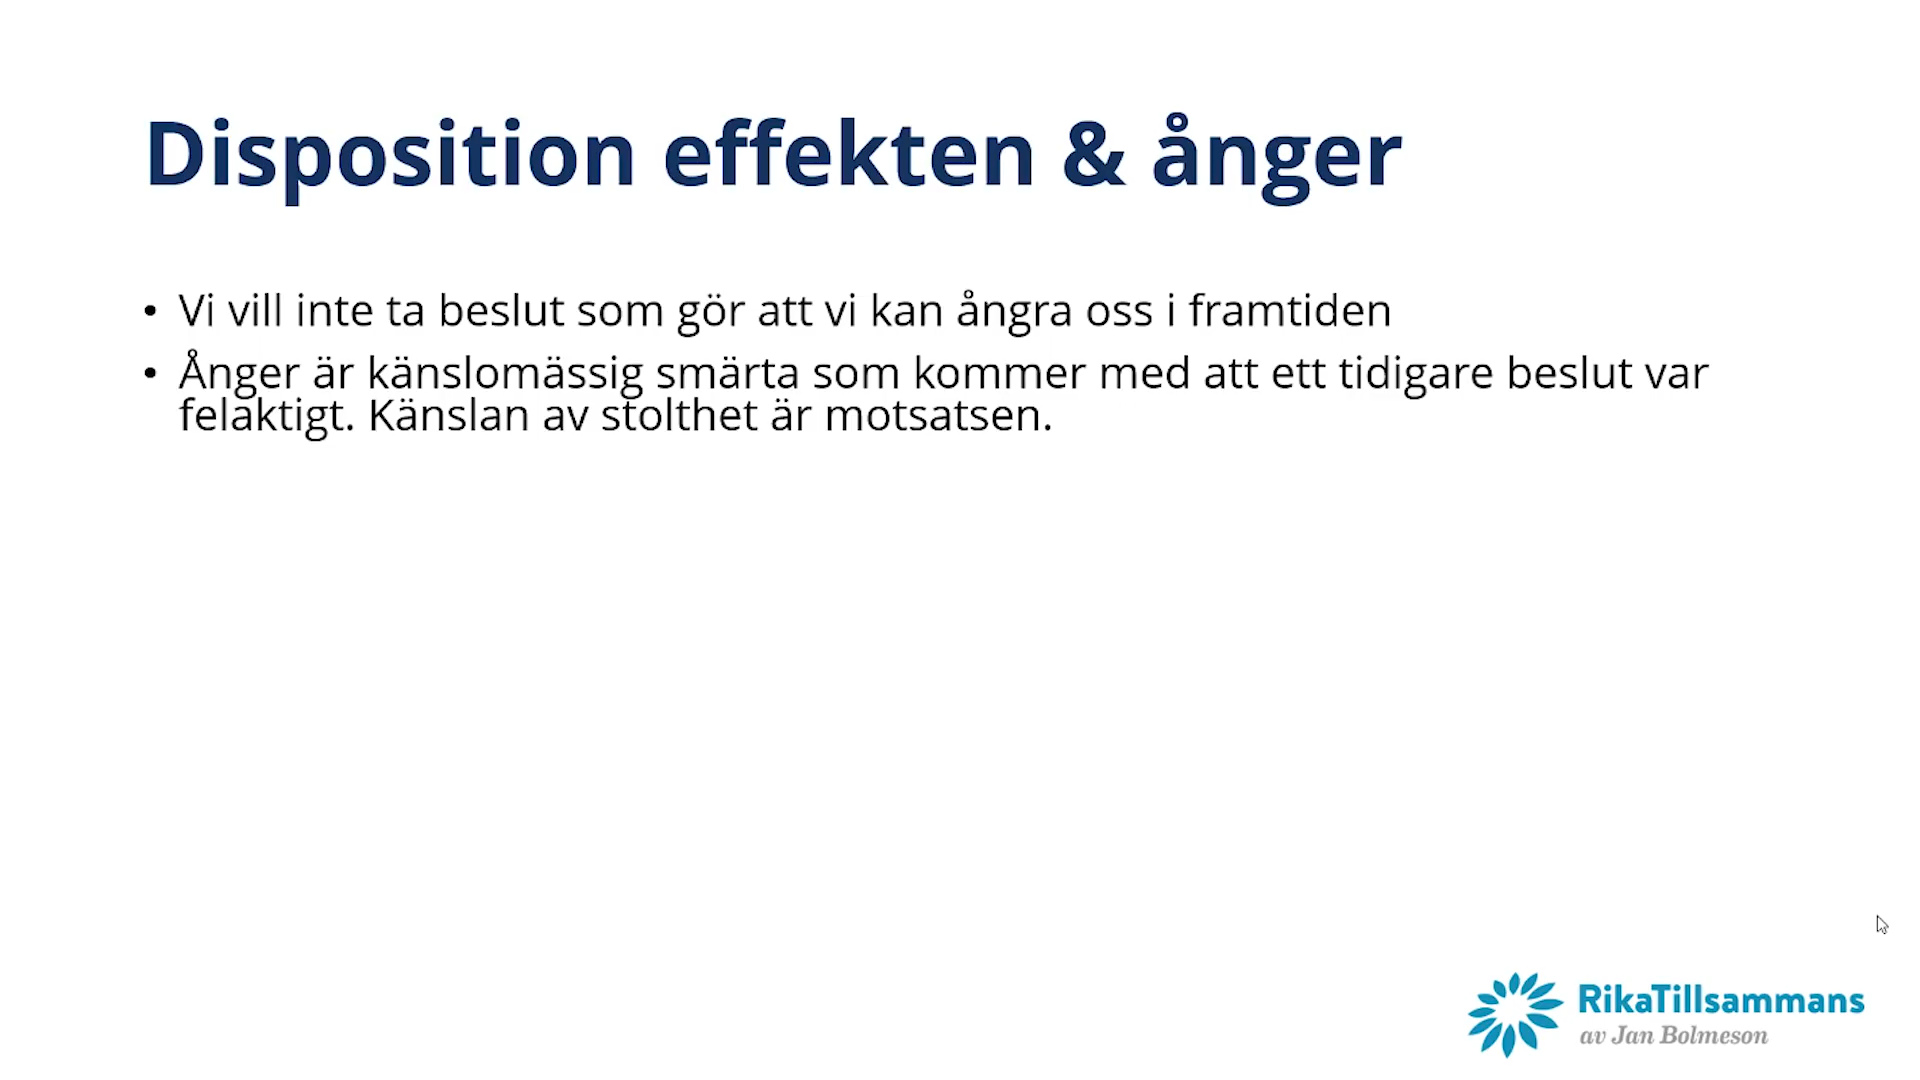 Disposition effekten & ånger
• Vi vill inte ta beslut som gör att vi kan ångra oss i framtiden
• Ånger är känslomässig smärta som kommer med att ett tidigare beslut var
felaktigt. Känslan av stolthet är motsatsen.
RikaTillsammans
av Jan Bolmeson